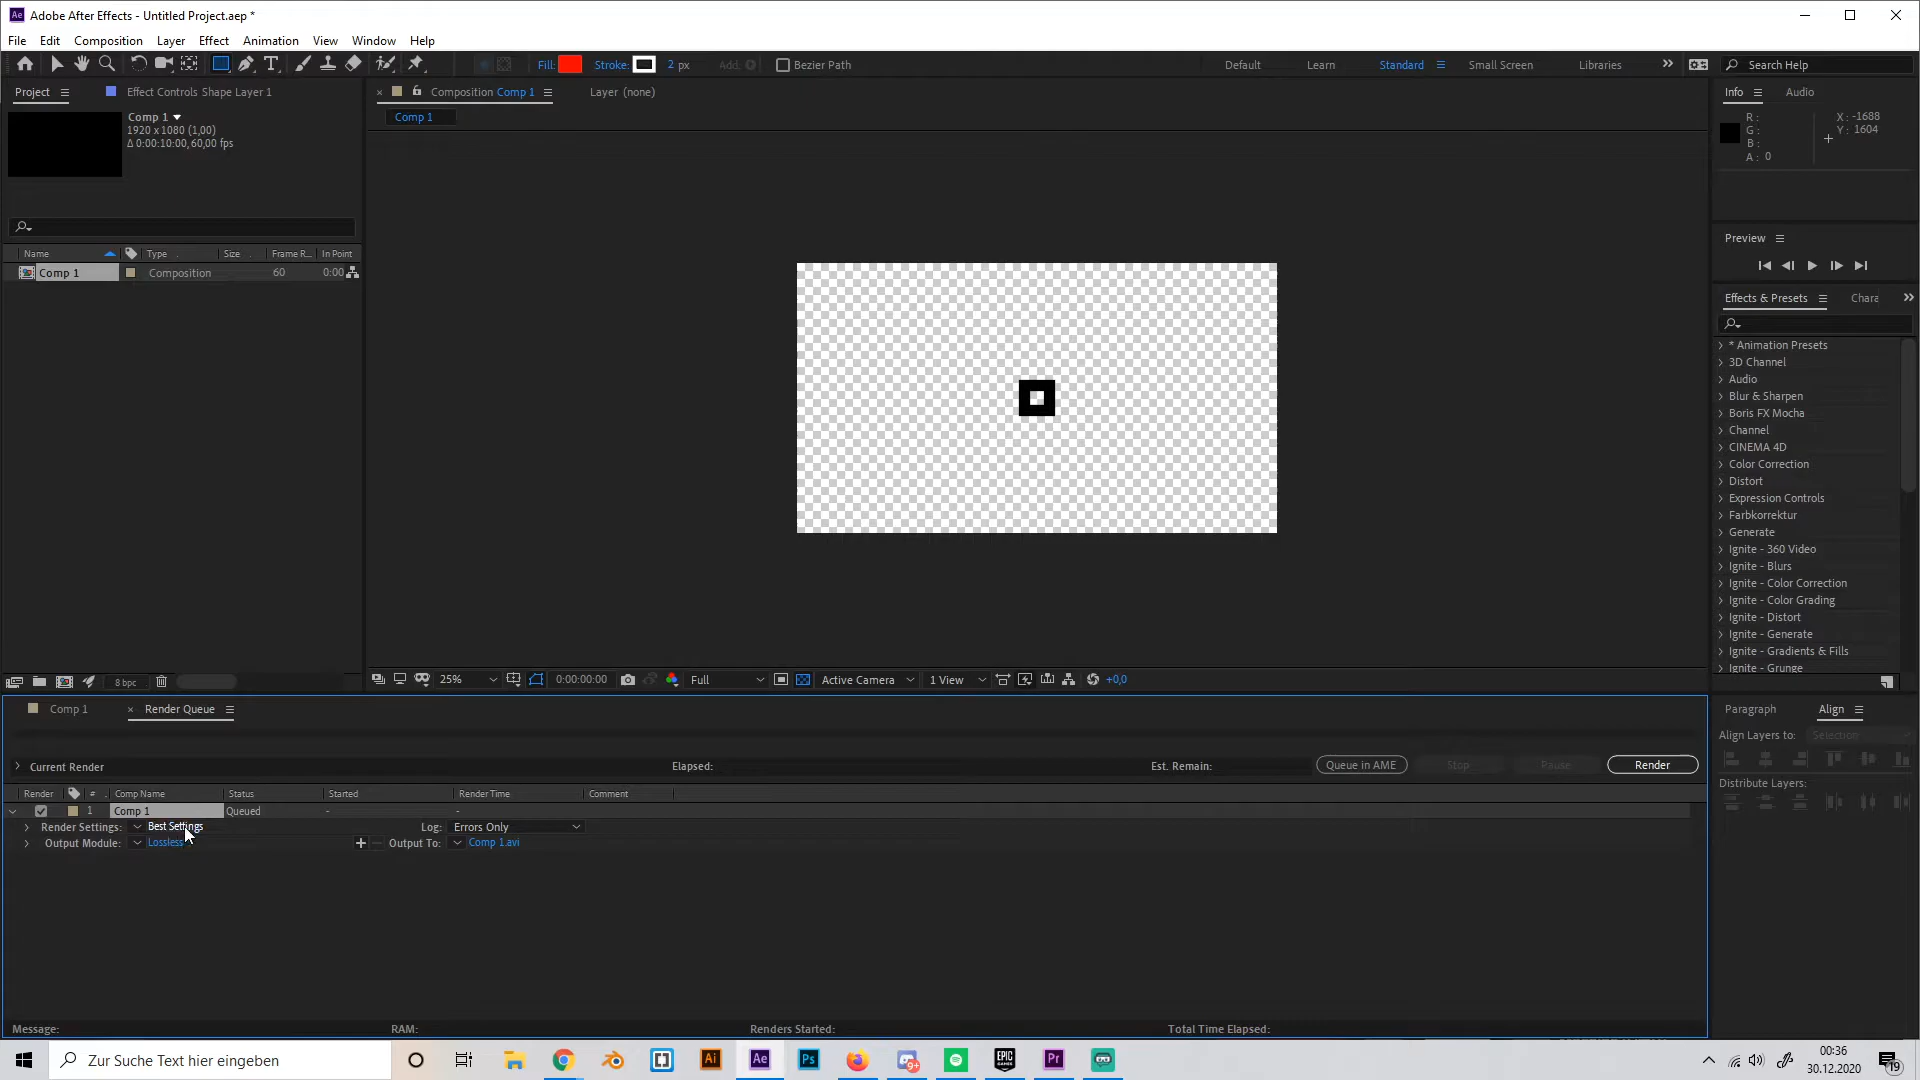 Ae Adobe After Effects - Untitled Project.aep *
File Edit Composition Layer Effect Animation View Window Help
Fill: Stroke: 2 px Add: Bezier Path Default Learn Standard Small Screen Libraries Search Help
Project Effect Controls Shape Layer 1
Composition Comp 1 Layer (none)
Info Audio
Comp 1
1920 x 1080 (1,00)
Δ 0:00:10:00, 60,00 fps
Comp 1
R :
G :
B :
A : 0
X : -1688
Y : 1604
Preview
Name Type Size Frame R... In Point
Comp 1 Composition 60 0:00
Effects & Presets Chara
* Animation Presets
3D Channel
Audio
Blur & Sharpen
Boris FX Mocha
Channel
CINEMA 4D
Color Correction
Distort
Expression Controls
Farbkorrektur
Generate
Ignite - 360 Video
Ignite - Blurs
Ignite - Color Correction
Ignite - Color Grading
Ignite - Distort
Ignite - Generate
Ignite - Gradients & Fills
Ignite - Grunge
8 bpc
25% 0:00:00:00 Full Active Camera 1 View +0,0
Comp 1 Render Queue
Paragraph Align
Align Layers to: Selection
Distribute Layers:
Current Render Elapsed: Est. Remain: Queue in AME Stop Pause Render
Render # Comp Name Status Started Render Time Comment
1 Comp 1 Queued - -
Render Settings: Best Settings Log: Errors Only
Output Module: Lossless Output To: Comp 1.avi
Message: RAM: Renders Started: Total Time Elapsed:
Zur Suche Text hier eingeben
Ai Ae Ps 9+ EPIC GAMES Pr
00:36
30.12.2020
19